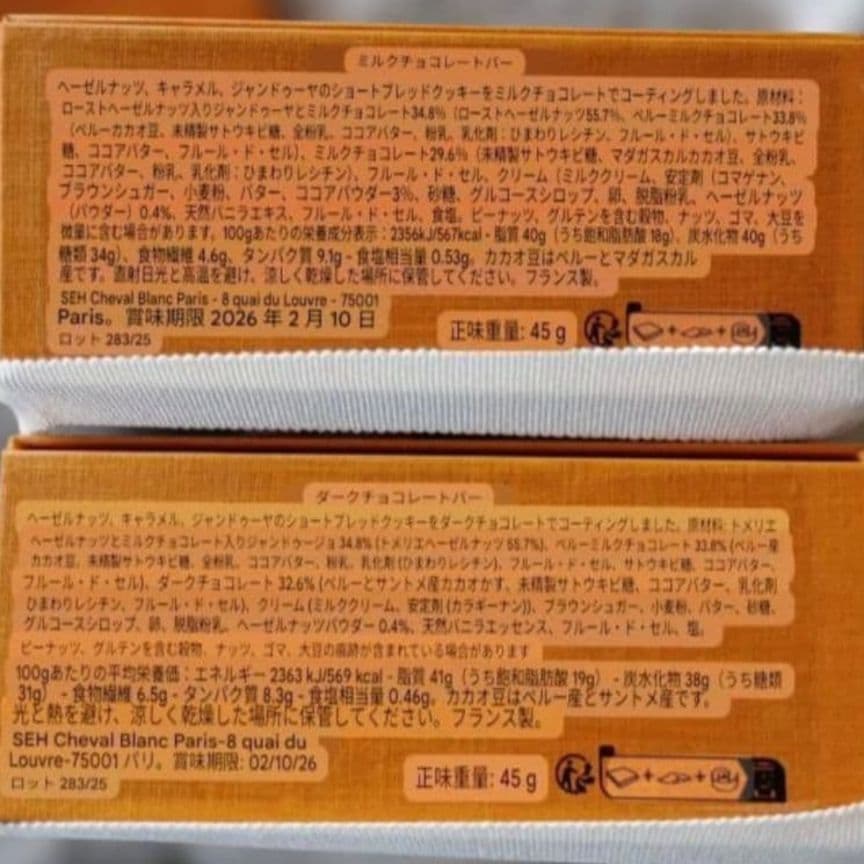 ミルクチョコレートバー
ヘーゼルナッツ、キャラメル、ジャンドゥーヤのショートブレッドクッキーをミルクチョコレートでコーティングしました。原材料：
ローストヘーゼルナッツ入りジャンドゥーヤとミルクチョコレート34.8%（ローストヘーゼルナッツ55.7%、ペルーミルクチョコレート33.8%
（ペルーカカオ豆、未精製サトウキビ糖、全粉乳、ココアバター、粉乳、乳化剤：ひまわりレシチン、フルール・ド・セル）、サトウキビ
糖、ココアバター、フルール・ド・セル）、ミルクチョコレート29.6%（未精製サトウキビ糖、マダガスカルカカオ豆、全粉乳、
ココアバター、粉乳、乳化剤：ひまわりレシチン）、フルール・ド・セル、クリーム（ミルククリーム、安定剤（コマゲナン、
ブラウンシュガー、小麦粉、バター、ココアパウダー3%、砂糖、グルコースシロップ、卵、脱脂粉乳、ヘーゼルナッツ
（パウダー）0.4%、天然バニラエキス、フルール・ド・セル、食塩。ピーナッツ、グルテンを含む穀物、ナッツ、ゴマ、大豆を
微量に含む場合があります。100gあたりの栄養成分表示：2356kJ/567kcal - 脂質 40g（うち飽和脂肪酸 18g）、炭水化物 40g（うち
糖類 34g）、食物繊維 4.6g、タンパク質 9.1g - 食塩相当量 0.53g。カカオ豆はペルーとマダガスカル
産です。直射日光と高温を避け、涼しく乾燥した場所に保管してください。フランス製。
SEH Cheval Blanc Paris - 8 quai du Louvre - 75001
Paris。賞味期限 2026 年 2 月 10 日
ロット 283/25
正味重量: 45 g
ダークチョコレートバー
ヘーゼルナッツ、キャラメル、ジャンドゥーヤのショートブレッドクッキーをダークチョコレートでコーティングしました。原材料: トメリエ
ヘーゼルナッツとミルクチョコレート入りジャンドゥージョ 34.8% (トメリエヘーゼルナッツ 55.7%)、ペルーミルクチョコレート 33.8% (ペルー産
カカオ豆、未精製サトウキビ糖、全粉乳、ココアバター、粉乳、乳化剤 (ひまわりレシチン)、フルール・ド・セル、サトウキビ糖、ココアバター、
フルール・ド・セル)、ダークチョコレート 32.6% (ペルーとサントメ産カカオかす、未精製サトウキビ糖、ココアバター、乳化剤
ひまわりレシチン、フルール・ド・セル)、クリーム (ミルククリーム、安定剤 (カラギーナン))、ブラウンシュガー、小麦粉、バター、砂糖、
グルコースシロップ、卵、脱脂粉乳、ヘーゼルナッツパウダー 0.4%、天然バニラエッセンス、フルール・ド・セル、塩。
ピーナッツ、グルテンを含む穀物、ナッツ、ゴマ、大豆の痕跡が含まれている場合があります
100gあたりの平均栄養価：エネルギー 2363 kJ/569 kcal - 脂質 41g（うち飽和脂肪酸 19g） - 炭水化物 38g（うち糖類
31g） - 食物繊維 6.5g - タンパク質 8.3g - 食塩相当量 0.46g。カカオ豆はペルー産とサントメ産です。
光と熱を避け、涼しく乾燥した場所に保管してください。フランス製。
SEH Cheval Blanc Paris-8 quai du
Louvre-75001 パリ。賞味期限: 02/10/26
ロット 283/25
正味重量: 45 g